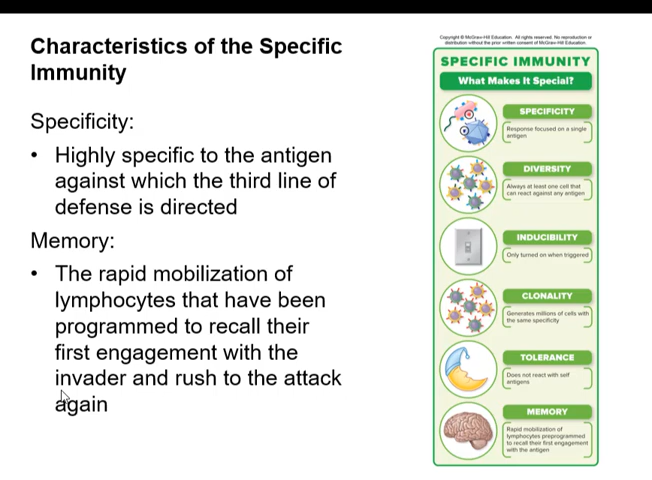 Characteristics of the Specific
Immunity
Specificity:
• Highly specific to the antigen
against which the third line of
defense is directed
Memory:
• The rapid mobilization of
lymphocytes that have been
programmed to recall their
first engagement with the
invader and rush to the attack
again
Copyright © McGraw-Hill Education. All rights reserved. No reproduction or
distribution without the prior written consent of McGraw-Hill Education.
SPECIFIC IMMUNITY
What Makes It Special?
SPECIFICITY
Response focused on a single
antigen
DIVERSITY
Always at least one cell that
can react against any antigen
INDUCIBILITY
Only turned on when triggered
CLONALITY
Generates millions of cells with
the same specificity
TOLERANCE
Does not react with self
antigens
MEMORY
Rapid mobilization of
lymphocytes preprogrammed
to recall their first engagement
with the antigen